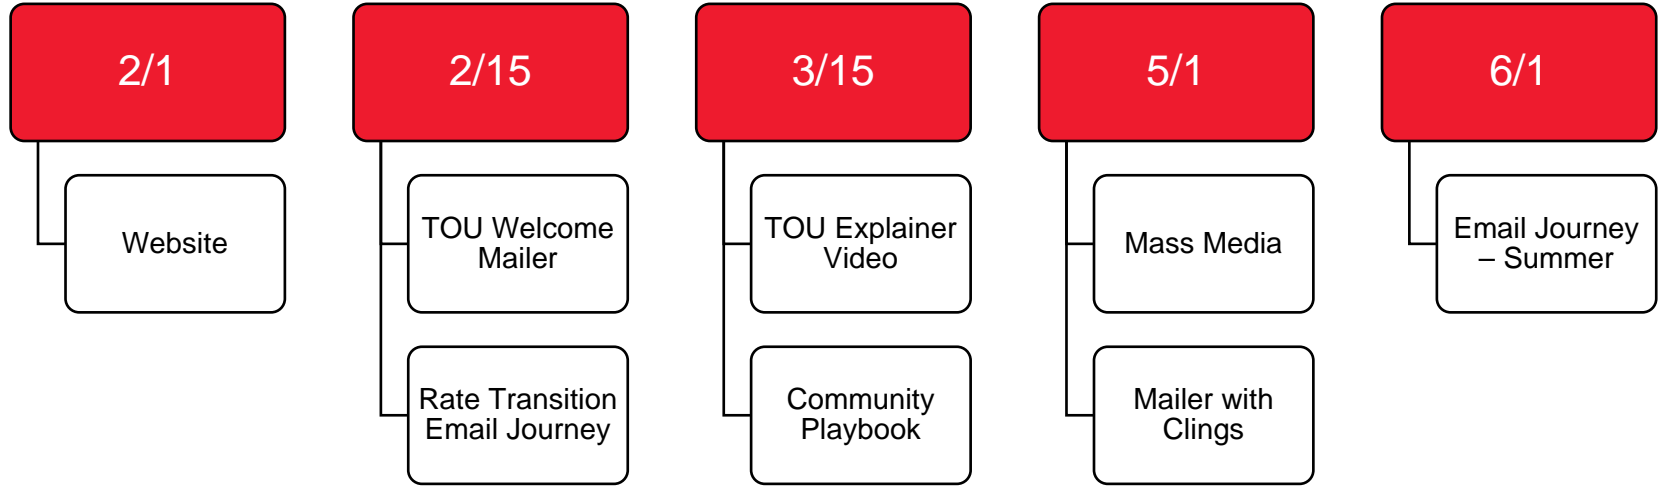 2/1
Website
2/15
TOU Welcome
Mailer
Rate Transition
Email Journey
3/15
TOU Explainer
Video
Community
Playbook
5/1
Mass Media
Mailer with
Clings
6/1
Email Journey
– Summer